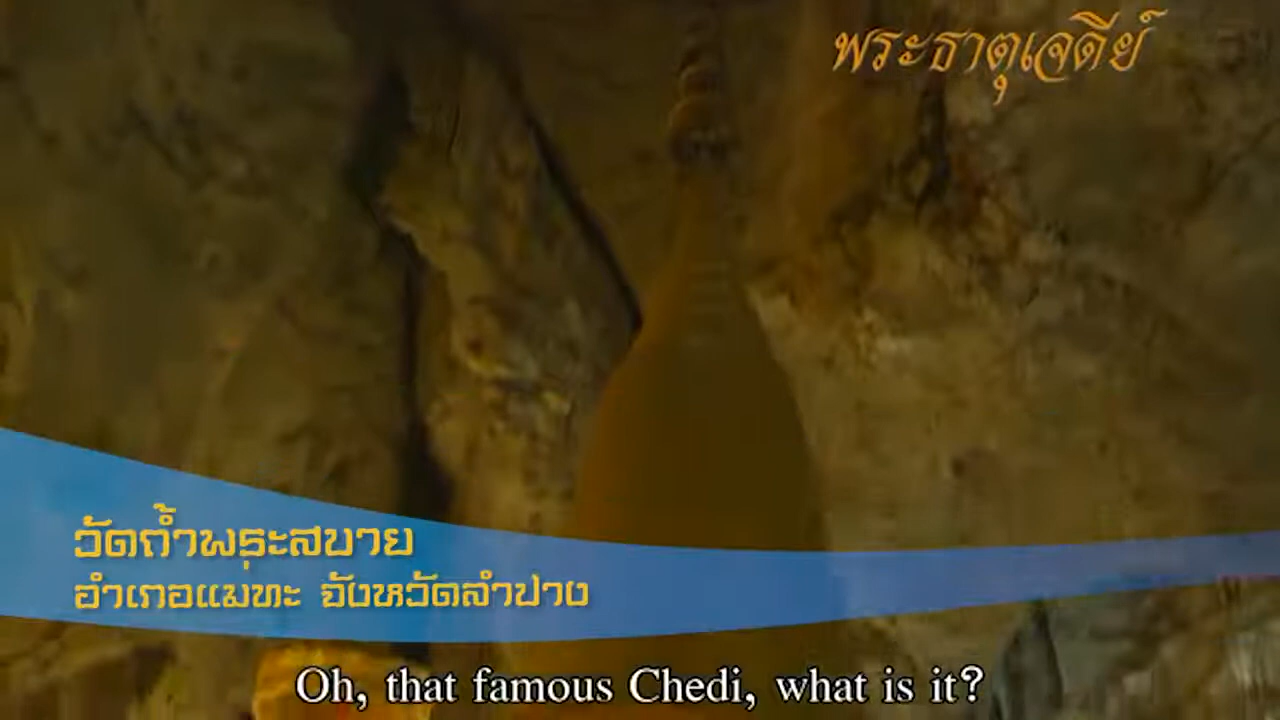 พระธาตุเจดีย์
วัดถ้ำพระสบาย
อำเภอแม่ทะ จังหวัดลำปาง
Oh, that famous Chedi, what is it?